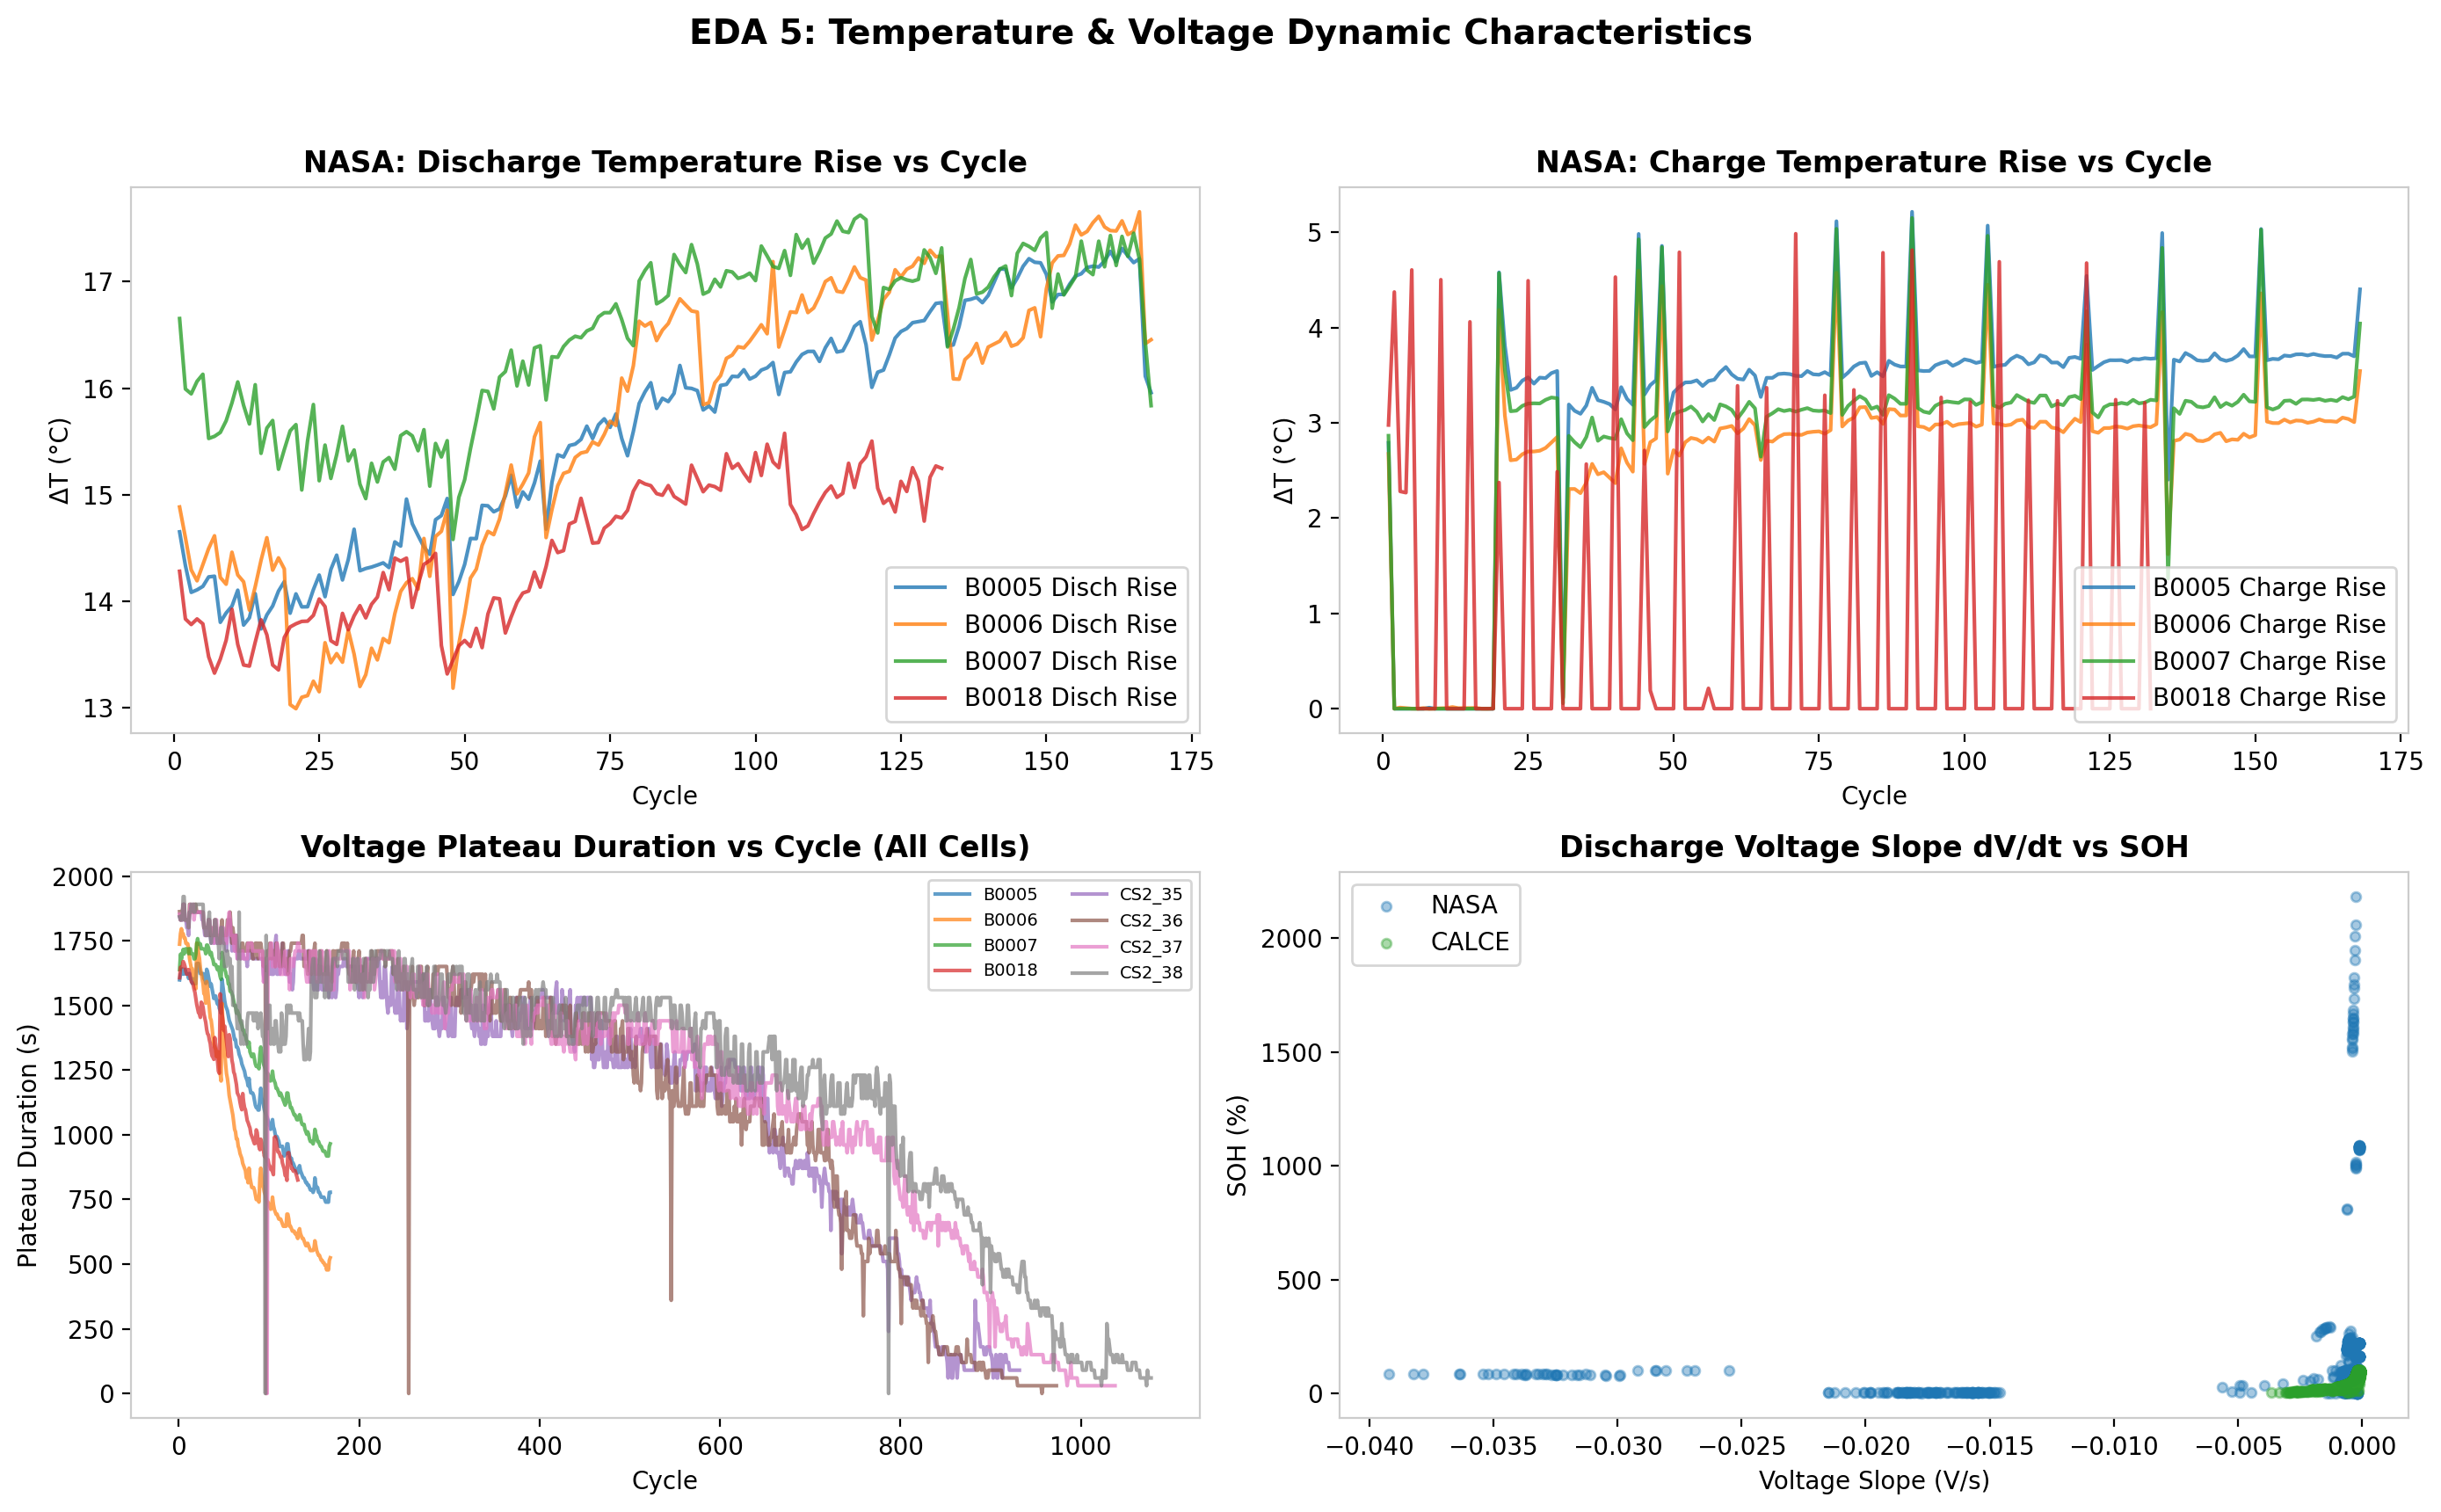 EDA 5: Temperature & Voltage Dynamic Characteristics
NASA: Discharge Temperature Rise vs Cycle
ΔT (°C)
17
16
15
14
13
0 25 50 75 100 125 150 175
Cycle
B0005 Disch Rise
B0006 Disch Rise
B0007 Disch Rise
B0018 Disch Rise
NASA: Charge Temperature Rise vs Cycle
ΔT (°C)
5
4
3
2
1
0
0 25 50 75 100 125 150 175
Cycle
B0005 Charge Rise
B0006 Charge Rise
B0007 Charge Rise
B0018 Charge Rise
Voltage Plateau Duration vs Cycle (All Cells)
Plateau Duration (s)
2000
1750
1500
1250
1000
750
500
250
0
0 200 400 600 800 1000
Cycle
B0005
B0006
B0007
B0018
CS2_35
CS2_36
CS2_37
CS2_38
Discharge Voltage Slope dV/dt vs SOH
SOH (%)
2000
1500
1000
500
0
−0.040 −0.035 −0.030 −0.025 −0.020 −0.015 −0.010 −0.005 0.000
Voltage Slope (V/s)
NASA
CALCE